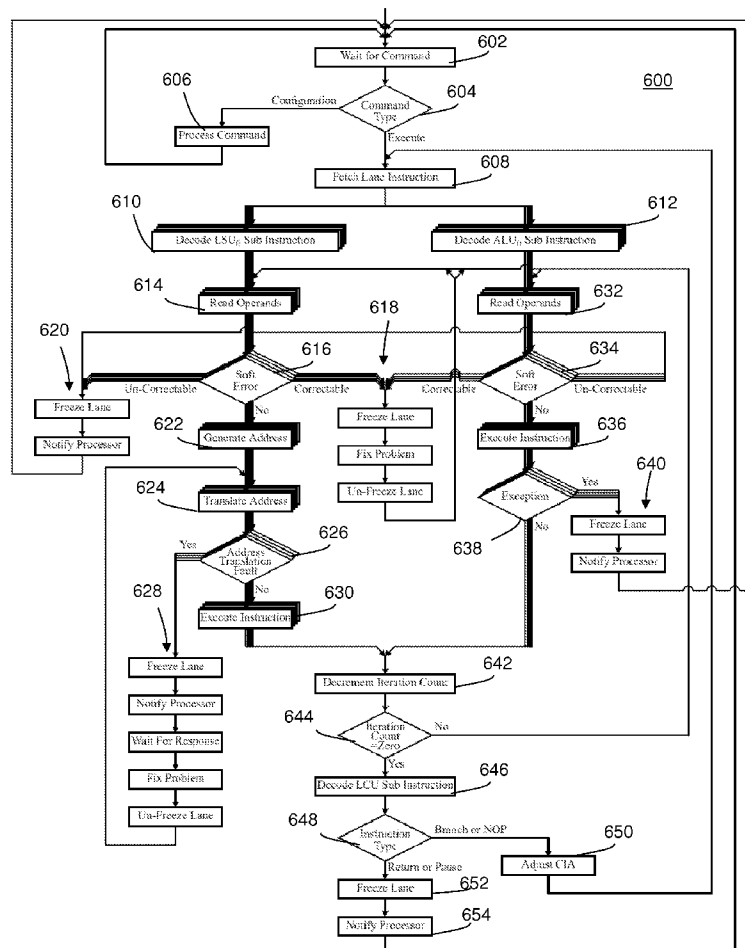 602
Wait for Command
600
606
Configuration
Command
Type
604
Process Command
Execute
608
Fetch Lane Instruction
610
612
Decode LSU₀ Sub Instruction
Decode ALU₀ Sub Instruction
614
Read Operands
Read Operands
632
618
620
616
634
Soft
Error
Soft
Error
Un-Correctable
Correctable
Correctable
Un-Correctable
Freeze Lane
No
Freeze Lane
No
622
636
Notify Processor
Generate Address
Fix Problem
Execute Instruction
624
Translate Address
Un-Freeze Lane
Exception
Yes
640
Freeze Lane
626
Yes
Address
Translation
Fault
638
No
Notify Processor
628
No
630
Execute Instruction
Freeze Lane
642
Decrement Iteration Count
Notify Processor
644
Iteration
Count
=Zero
No
Wait For Response
Yes
646
Fix Problem
Decode LCU Sub Instruction
Un-Freeze Lane
648
Instruction
Type
Branch or NOP
650
Adjust CIA
Return or Pause
Freeze Lane
652
Notify Processor
654